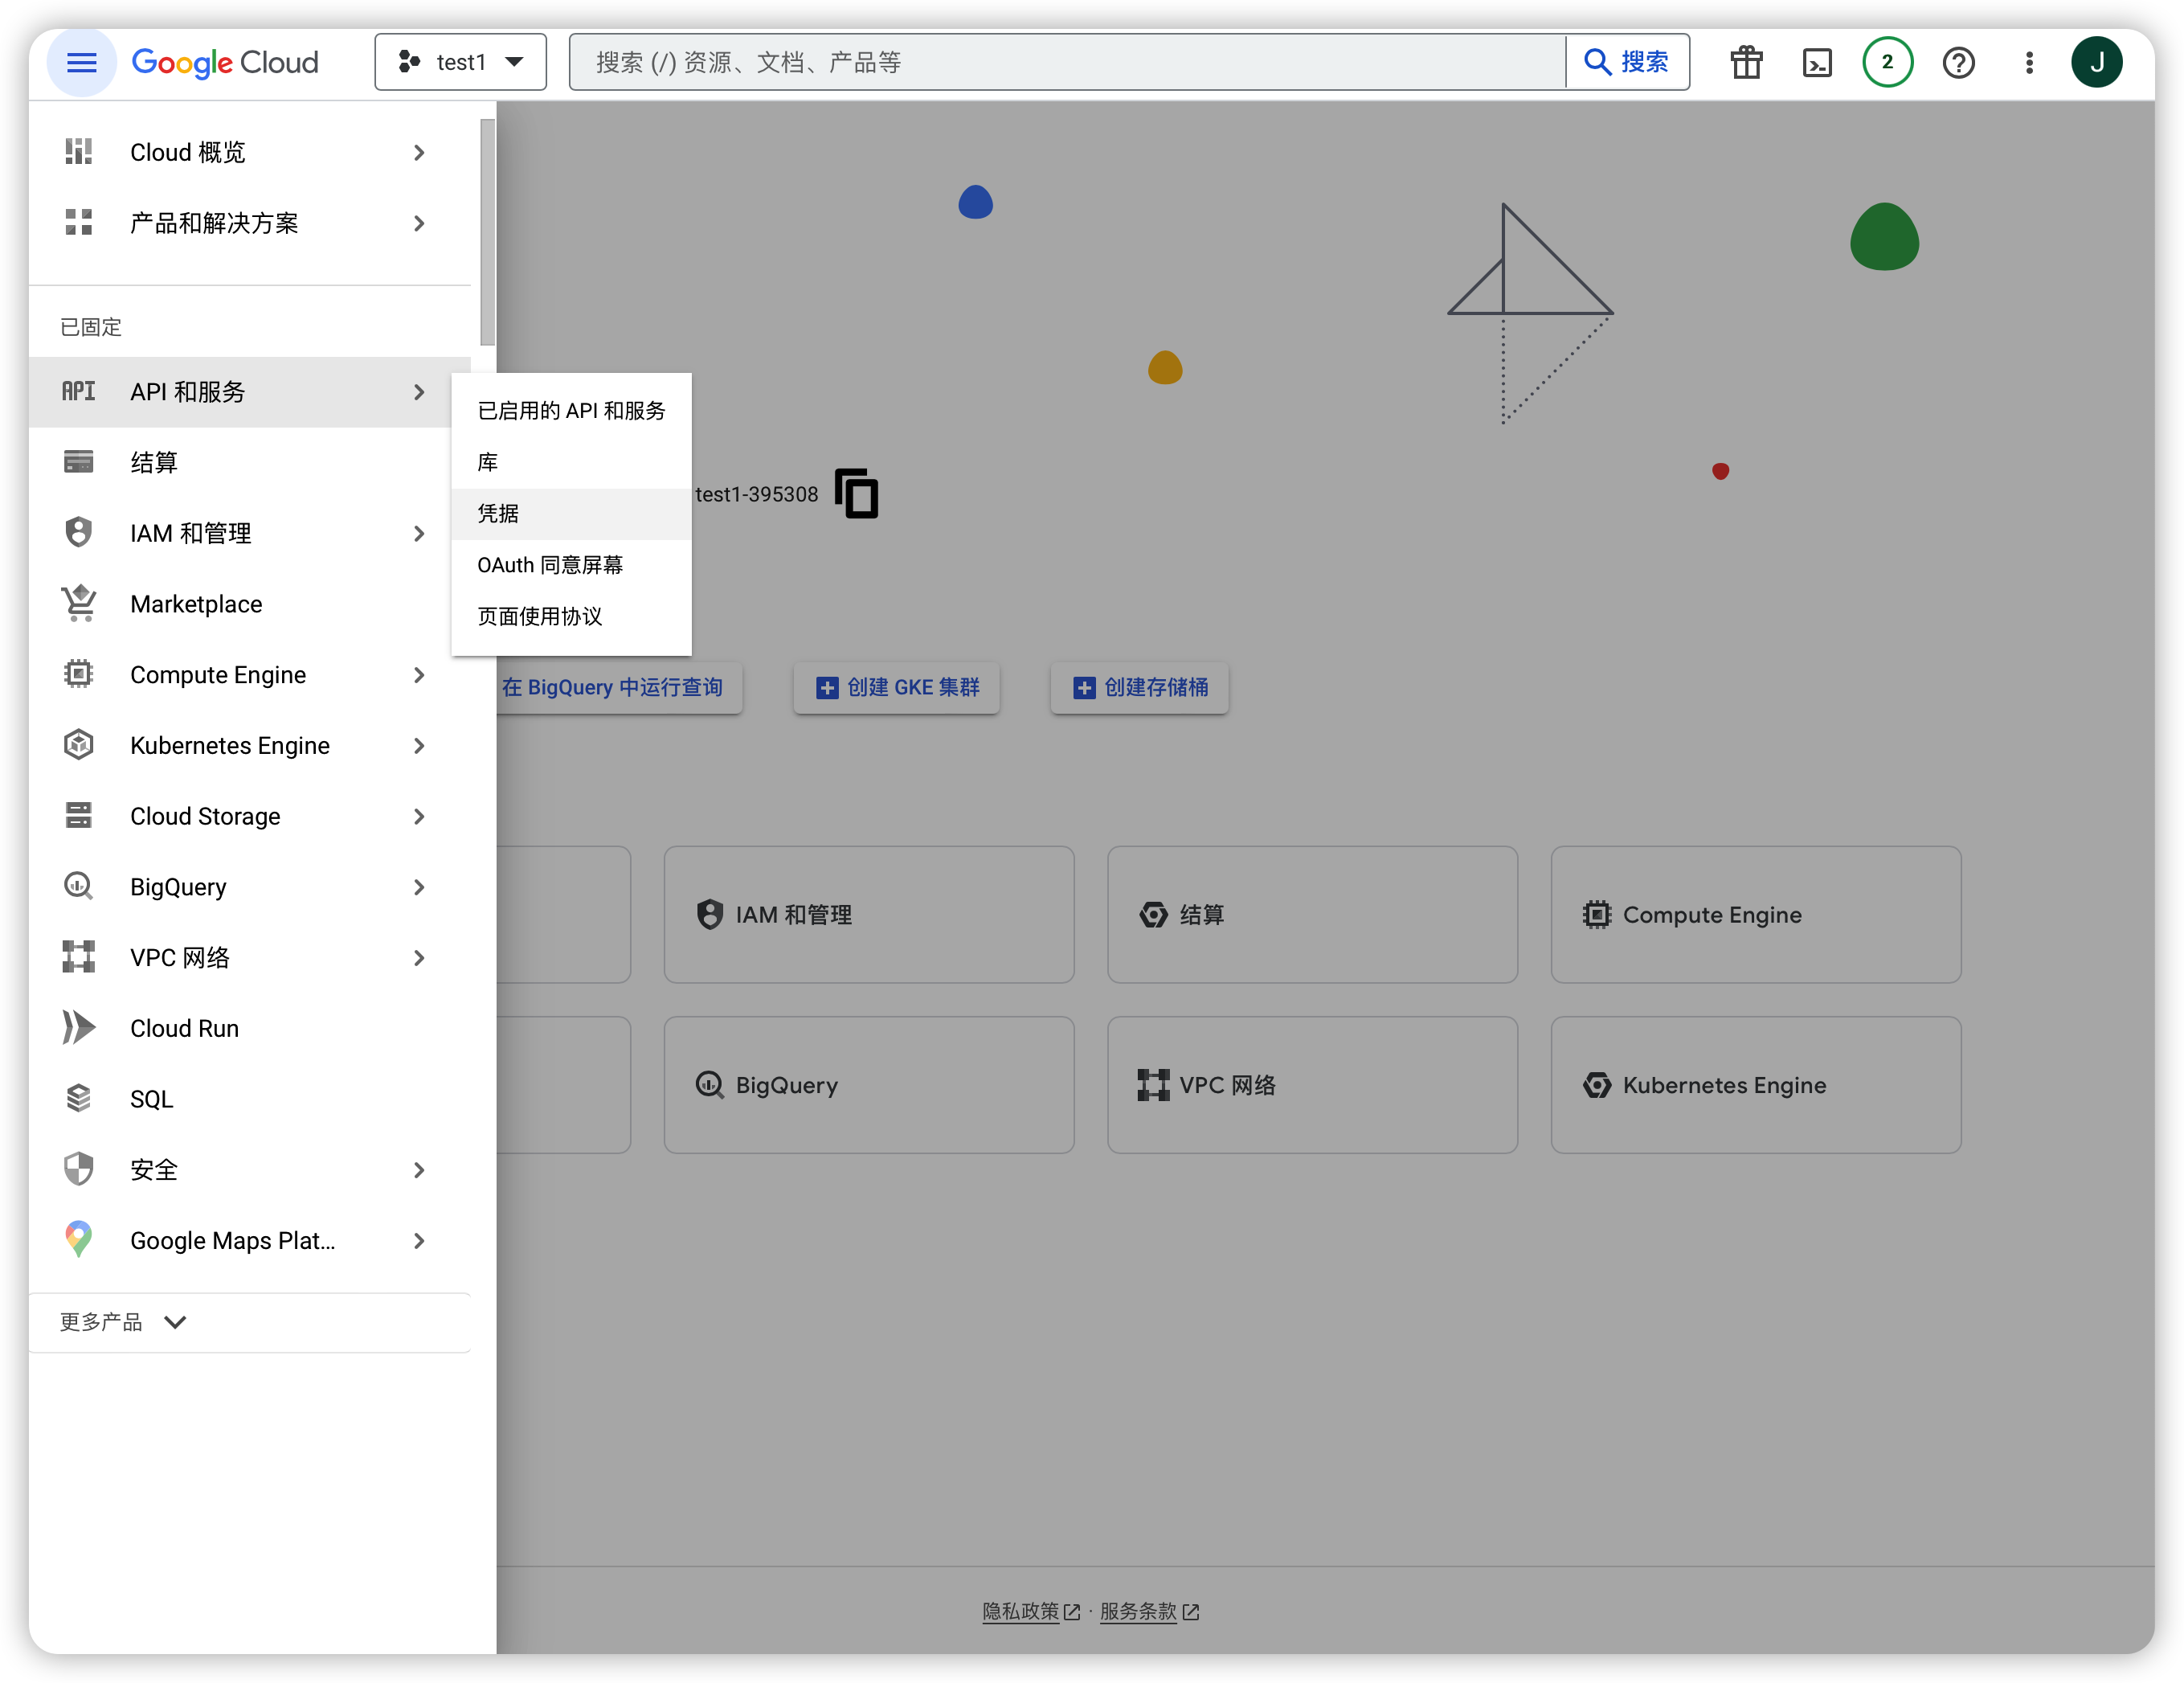 Google Cloud
test1
搜索 (/) 资源、文档、产品等
搜索
2
J
Cloud 概览
产品和解决方案
已固定
API
API 和服务
结算
IAM 和管理
Marketplace
Compute Engine
Kubernetes Engine
Cloud Storage
BigQuery
VPC 网络
Cloud Run
SQL
安全
Google Maps Plat...
更多产品
已启用的 API 和服务
库
凭据
OAuth 同意屏幕
页面使用协议
test1-395308
在 BigQuery 中运行查询
创建 GKE 集群
创建存储桶
IAM 和管理
结算
Compute Engine
BigQuery
VPC 网络
Kubernetes Engine
隐私政策 · 服务条款